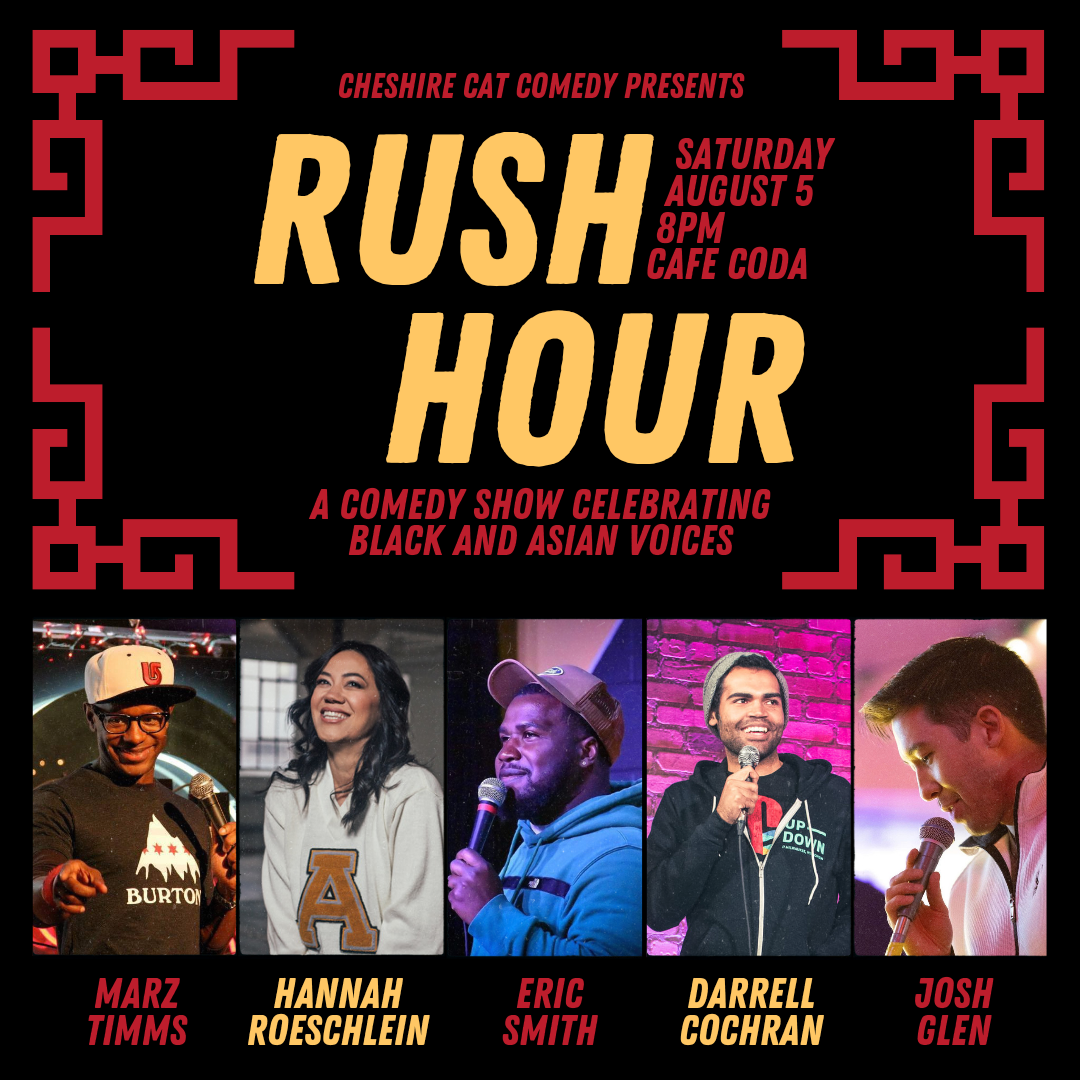 CHESHIRE CAT COMEDY PRESENTS
RUSH
HOUR
SATURDAY
AUGUST 5
8PM
CAFE CODA
A COMEDY SHOW CELEBRATING
BLACK AND ASIAN VOICES
BURTON
A
UP
DOWN
MARZ
TIMMS
HANNAH
ROESCHLEIN
ERIC
SMITH
DARRELL
COCHRAN
JOSH
GLEN